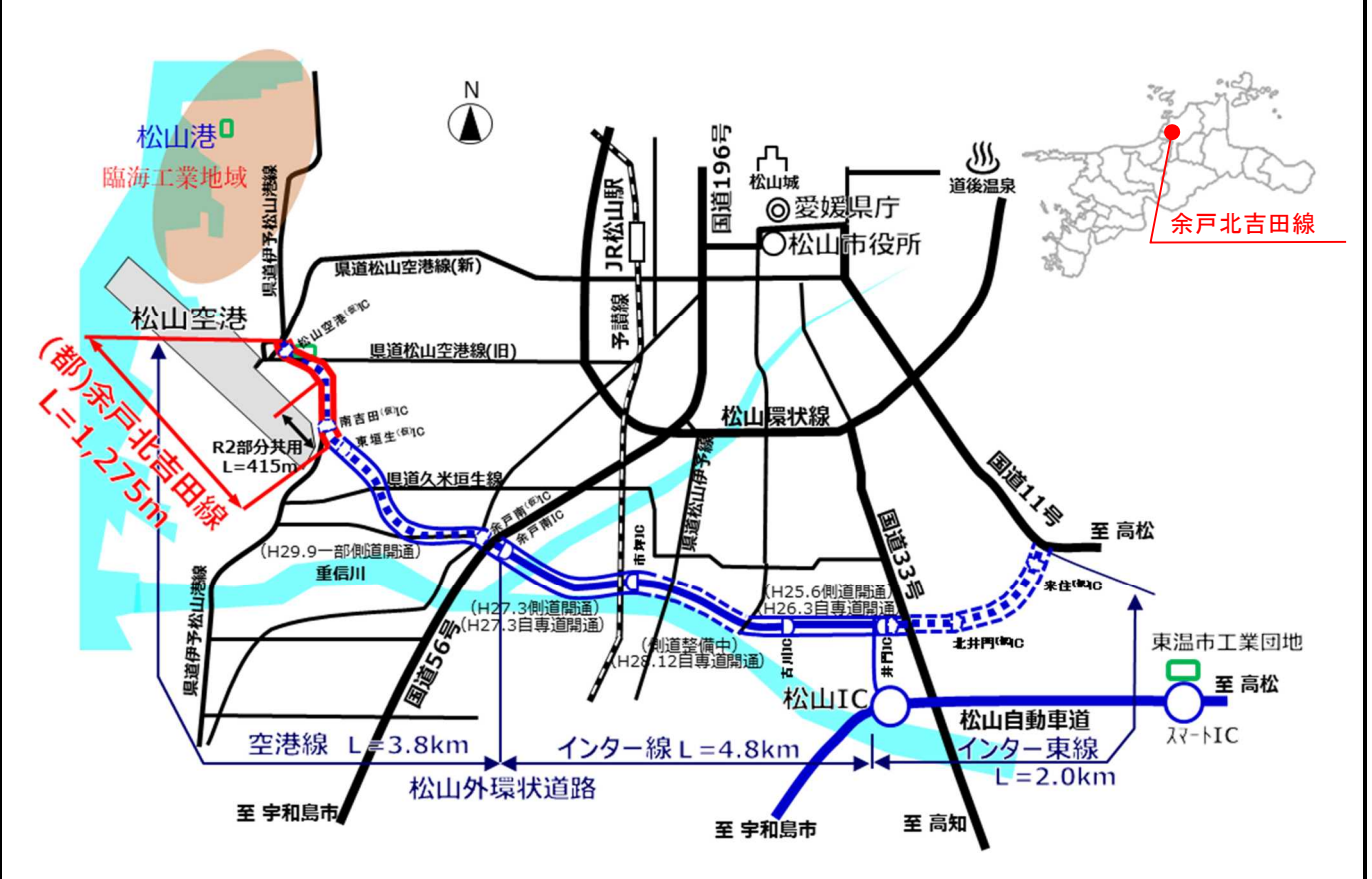 N
松山港
臨海工業地域
県道伊予松山港線
松山城
道後温泉
国道196号
愛媛県庁
松山市役所
JR松山駅
予讃線
余戸北吉田線
県道松山空港線(新)
松山空港
松山空港(仮)IC
県道松山空港線(旧)
(都)余戸北吉田線
L=1,275m
南吉田(仮)IC
東垣生(仮)IC
R2部分共用
L=415m
松山環状線
県道松山伊予線
県道久米垣生線
国道11号
至 高松
余戸南(仮)IC
余戸南IC
市坪IC
国道33号
(H29.9一部側道開通)
重信川
(H27.3側道開通)
(H27.3自専道開通)
(H25.6側道開通)
(H26.3自専道開通)
(側道整備中)
(H28.12自専道開通)
古川IC
井門IC
北井門(仮)IC
来住(仮)IC
県道伊予松山港線
国道56号
東温市工業団地
至 高松
松山IC
松山自動車道
スマートIC
空港線 L=3.8km
インター線 L=4.8km
インター東線
L=2.0km
松山外環状道路
至 宇和島市
至 宇和島市
至 高知